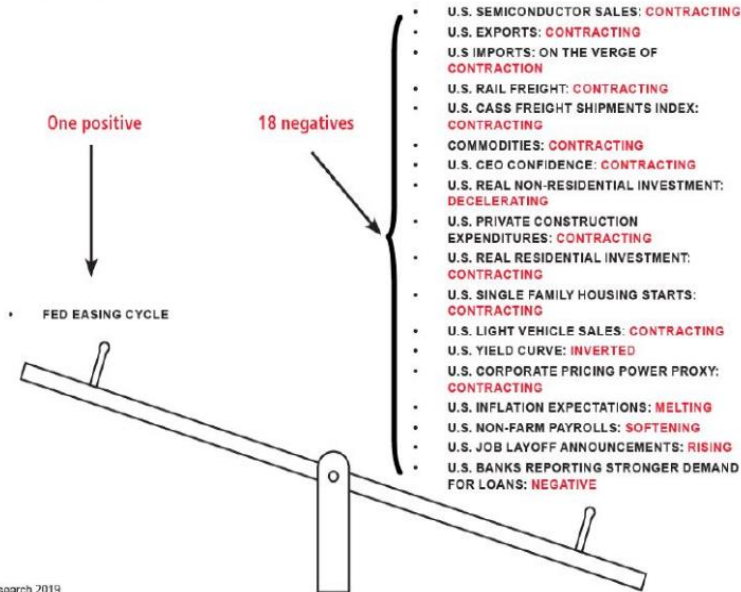 One positive
18 negatives
• FED EASING CYCLE
• U.S. SEMICONDUCTOR SALES: CONTRACTING
• U.S. EXPORTS: CONTRACTING
• U.S IMPORTS: ON THE VERGE OF
CONTRACTION
• U.S. RAIL FREIGHT: CONTRACTING
• U.S. CASS FREIGHT SHIPMENTS INDEX:
CONTRACTING
• COMMODITIES: CONTRACTING
• U.S. CEO CONFIDENCE: CONTRACTING
• U.S. REAL NON-RESIDENTIAL INVESTMENT:
DECELERATING
• U.S. PRIVATE CONSTRUCTION
EXPENDITURES: CONTRACTING
• U.S. REAL RESIDENTIAL INVESTMENT:
CONTRACTING
• U.S. SINGLE FAMILY HOUSING STARTS:
CONTRACTING
• U.S. LIGHT VEHICLE SALES: CONTRACTING
• U.S. YIELD CURVE: INVERTED
• U.S. CORPORATE PRICING POWER PROXY:
CONTRACTING
• U.S. INFLATION EXPECTATIONS: MELTING
• U.S. NON-FARM PAYROLLS: SOFTENING
• U.S. JOB LAYOFF ANNOUNCEMENTS: RISING
• U.S. BANKS REPORTING STRONGER DEMAND
FOR LOANS: NEGATIVE
2019